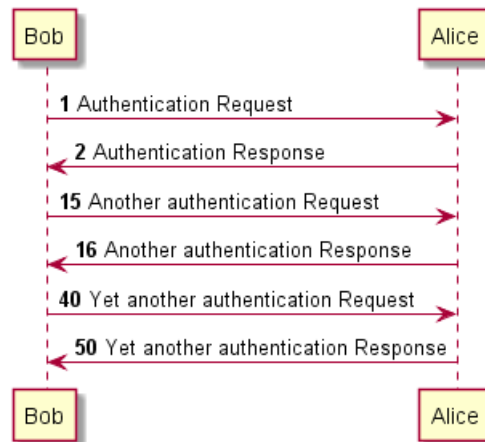 Bob Alice
1 Authentication Request
2 Authentication Response
15 Another authentication Request
16 Another authentication Response
40 Yet another authentication Request
50 Yet another authentication Response
Bob Alice